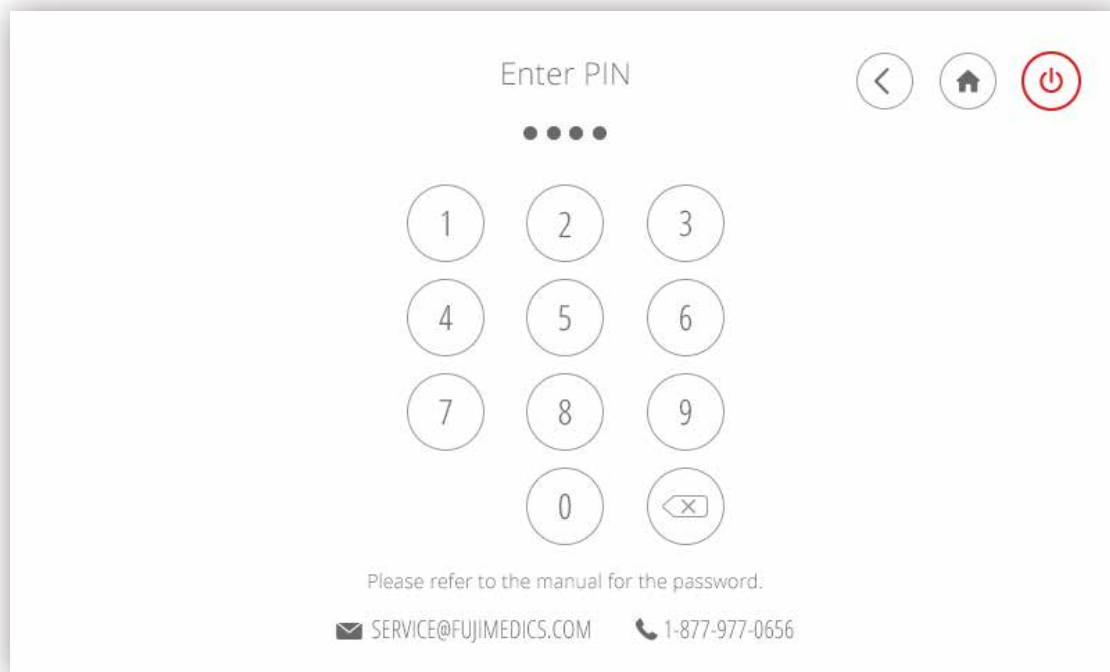 Enter PIN
1 2 3
4 5 6
7 8 9
0
Please refer to the manual for the password.
SERVICE@FUJIMEDICS.COM 1-877-977-0656